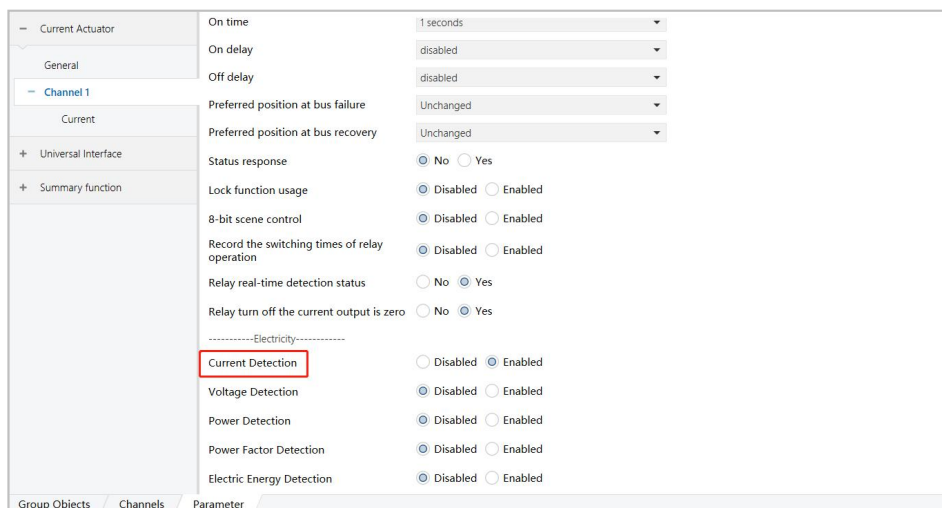 − Current Actuator
General
− Channel 1
Current
+ Universal Interface
+ Summary function
On time 1 seconds
On delay disabled
Off delay disabled
Preferred position at bus failure Unchanged
Preferred position at bus recovery Unchanged
Status response No Yes
Lock function usage Disabled Enabled
8-bit scene control Disabled Enabled
Record the switching times of relay
operation Disabled Enabled
Relay real-time detection status No Yes
Relay turn off the current output is zero No Yes
-----------Electricity------------
Current Detection Disabled Enabled
Voltage Detection Disabled Enabled
Power Detection Disabled Enabled
Power Factor Detection Disabled Enabled
Electric Energy Detection Disabled Enabled
Group Objects Channels Parameter